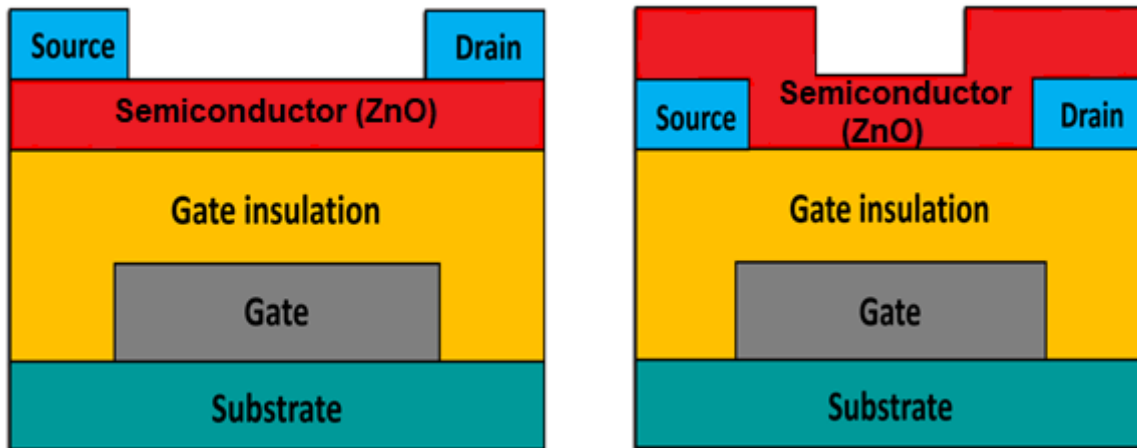 Source
Drain
Semiconductor (ZnO)
Gate insulation
Gate
Substrate
Semiconductor
(ZnO)
Source
Drain
Gate insulation
Gate
Substrate